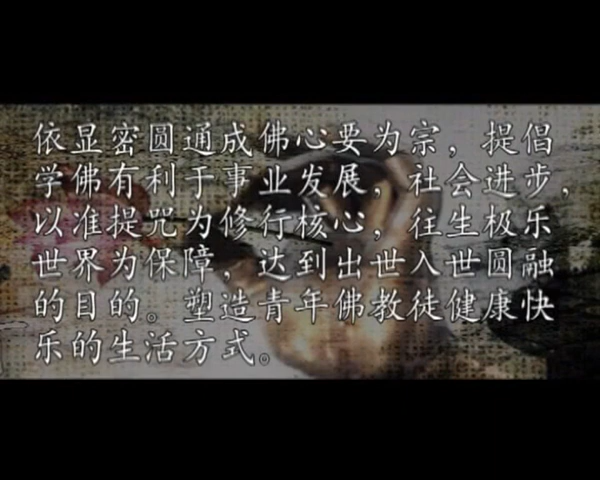 依显密圆通成佛心要为宗，提倡
学佛有利于事业发展，社会进步，
以准提咒为修行核心，往生极乐
世界为保障，达到出世入世圆融
的目的。塑造青年佛教徒健康快
乐的生活方式。